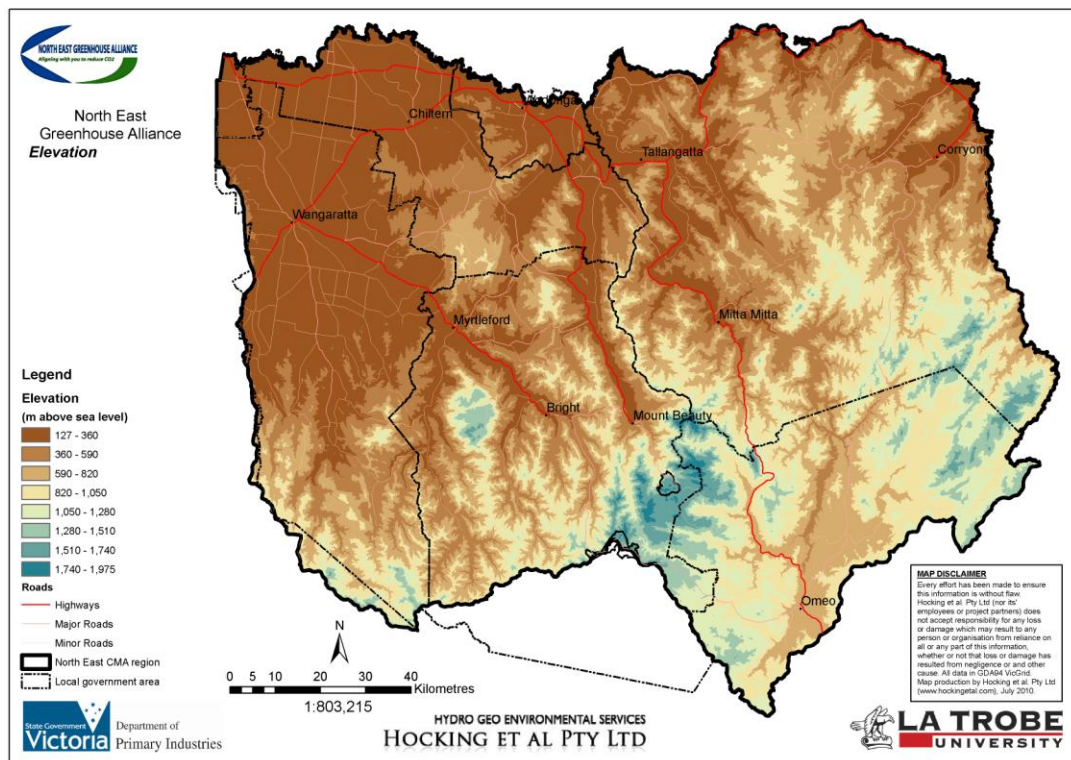 NORTH EAST GREENHOUSE ALLIANCE
Aligning with you to reduce CO2
North East
Greenhouse Alliance
Elevation
Chiltern
Tallangatta
Corryong
Wangaratta
Myrtleford
Mitta Mitta
Bright
Mount Beauty
Omeo
Legend
Elevation
(m above sea level)
127 - 360
360 - 590
590 - 820
820 - 1,050
1,050 - 1,280
1,280 - 1,510
1,510 - 1,740
1,740 - 1,975
Roads
Highways
Major Roads
Minor Roads
North East CMA region
Local government area
N
0 5 10 20 30 40
Kilometres
1:803,215
MAP DISCLAIMER
Every effort has been made to ensure
this information is without flaw.
Hocking et al. Pty Ltd (nor its'
employees or project partners) does
not accept responsibility for any loss
or damage which may result to any
person or organisation from reliance on
all or any part of this information,
whether or not that loss or damage has
resulted from negligence or and other
cause. All data in GDA94 VicGrid.
Map production by Hocking et al. Pty Ltd
(www.hockingetal.com), July 2010.
State Government
Victoria
Department of
Primary Industries
HYDRO GEO ENVIRONMENTAL SERVICES
HOCKING ET AL PTY LTD
LA TROBE
UNIVERSITY